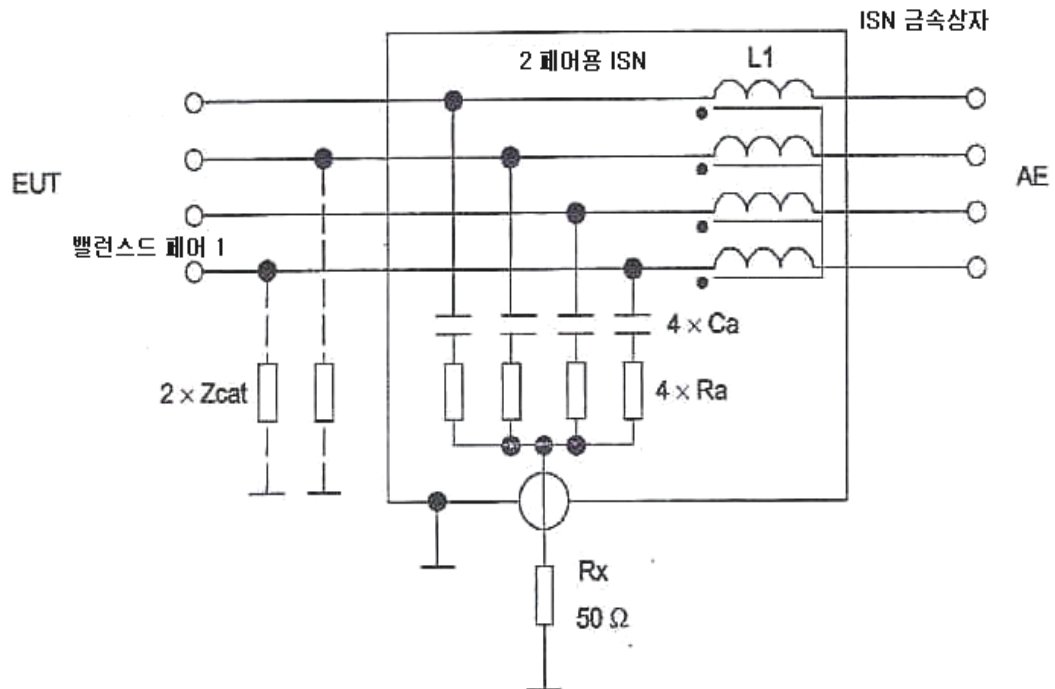 ISN 금속상자
2 페어용 ISN
L1
EUT
AE
밸런스드 페어 1
4 × Ca
2 × Zcat
4 × Ra
Rx
50 Ω